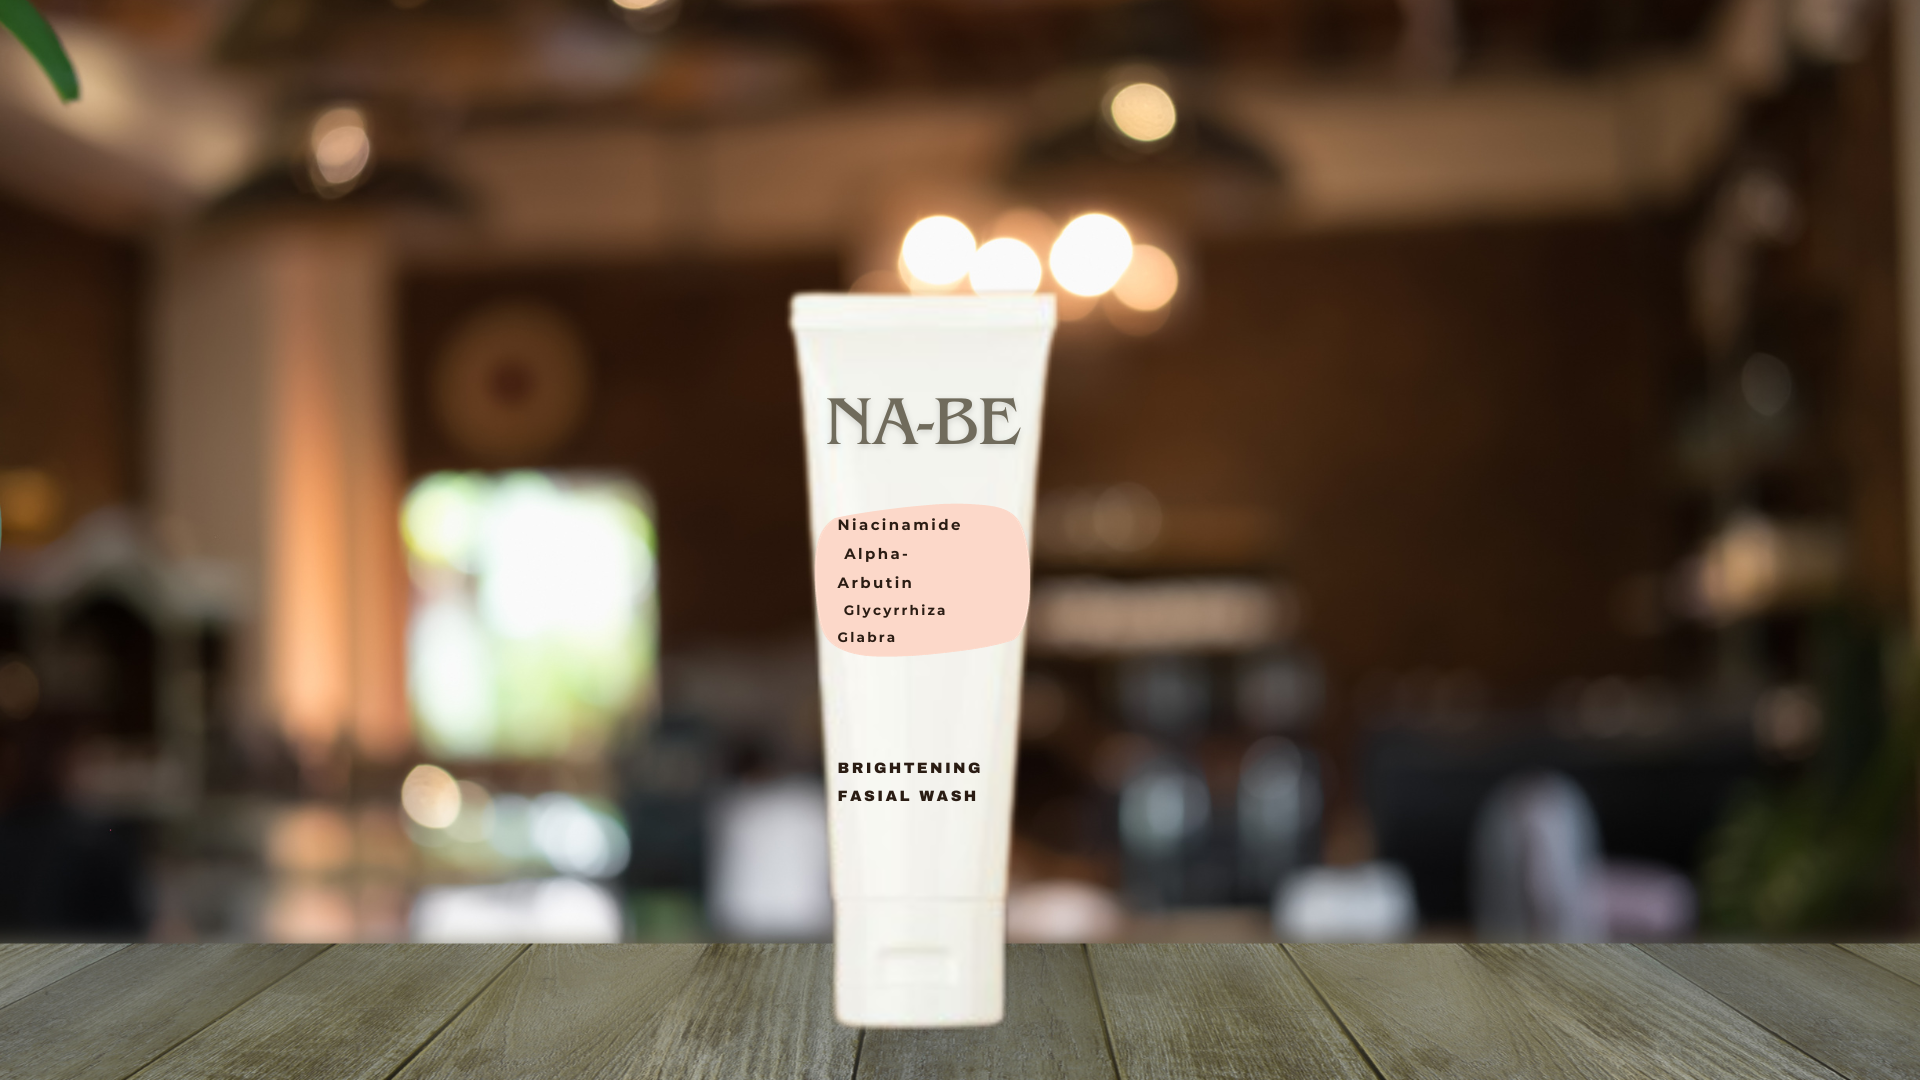 NA-BE
Niacinamide
Alpha-
Arbutin
Glycyrrhiza
Glabra
BRIGHTENING
FASIAL WASH